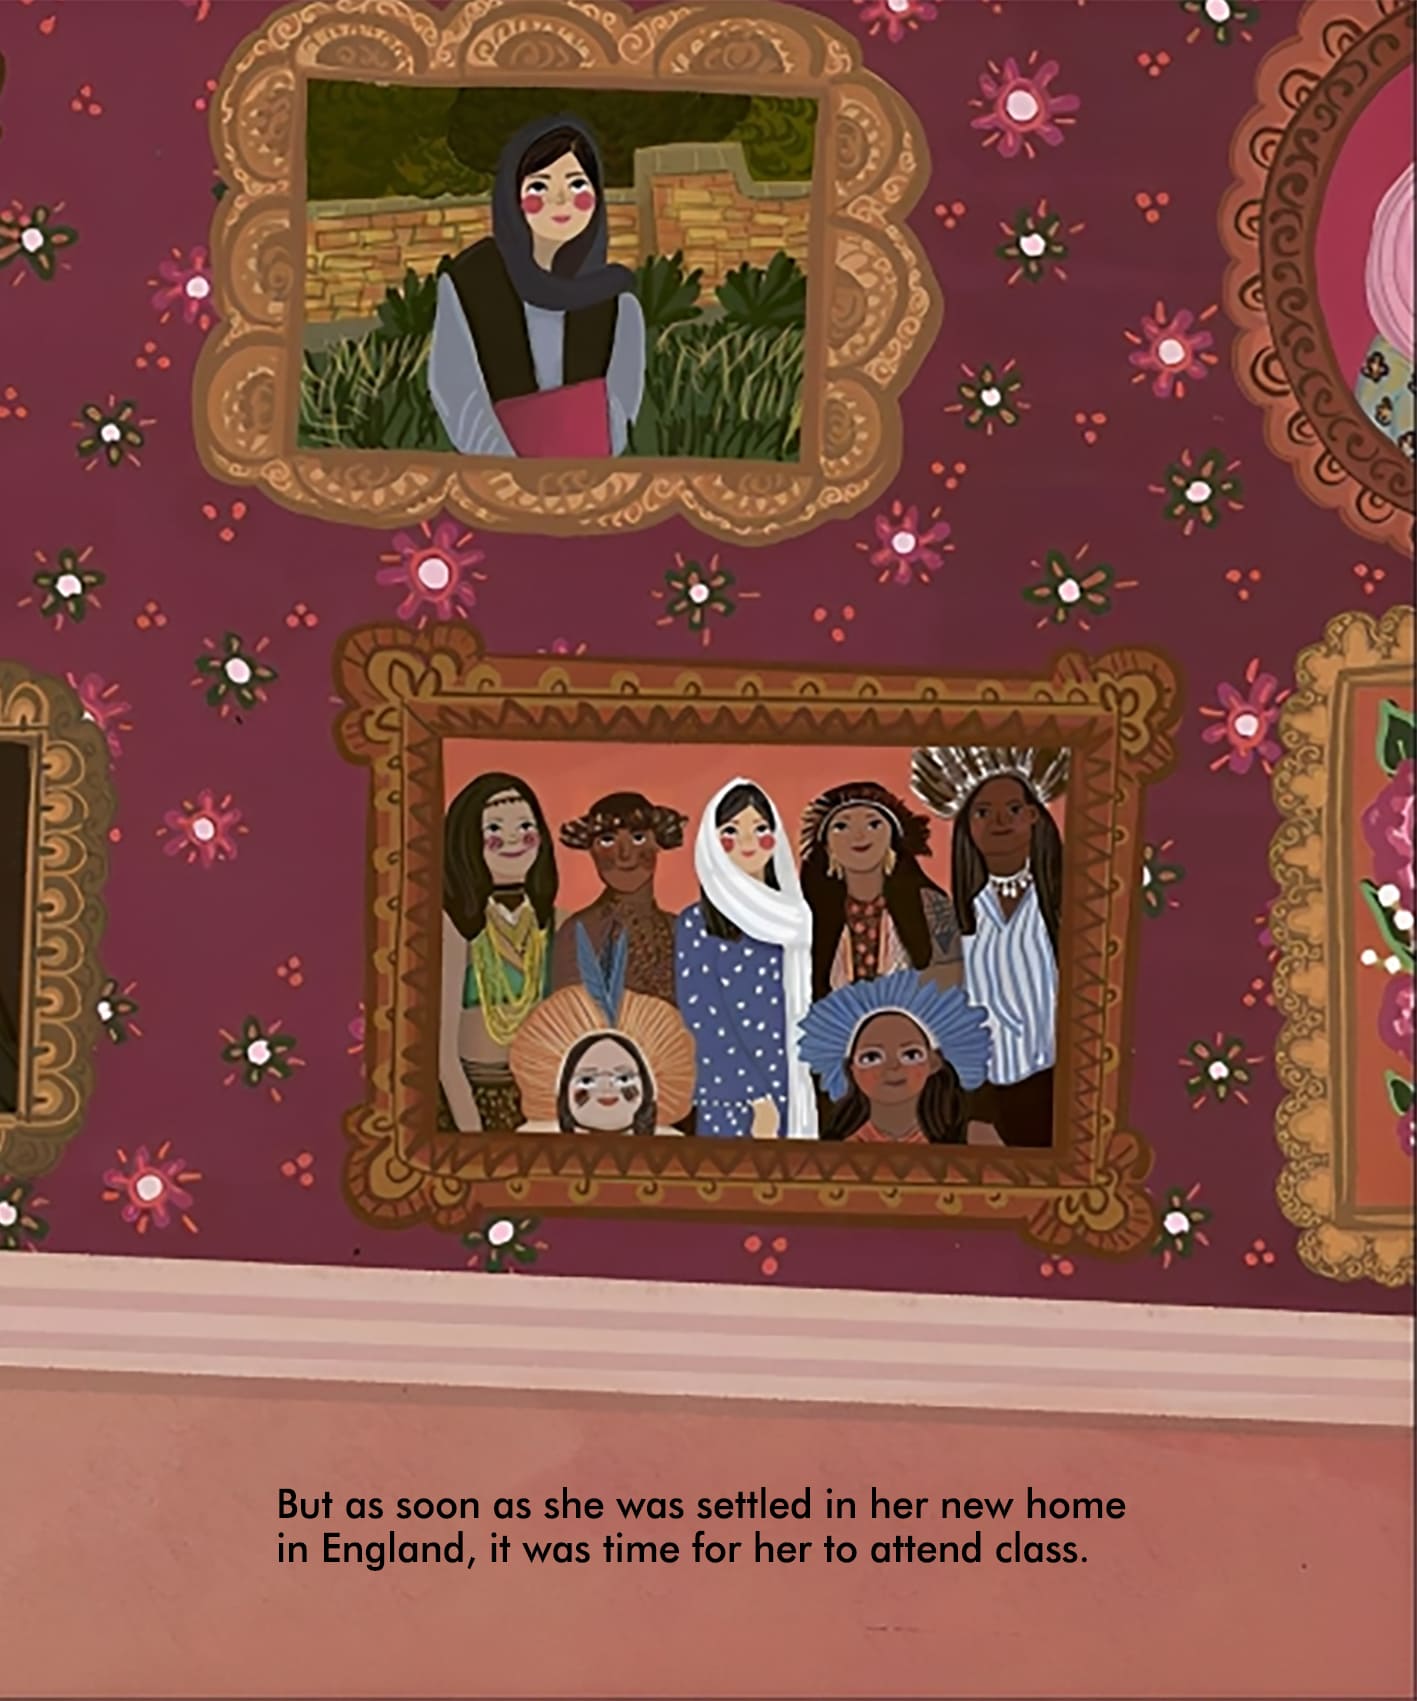 But as soon as she was settled in her new home
in England, it was time for her to attend class.